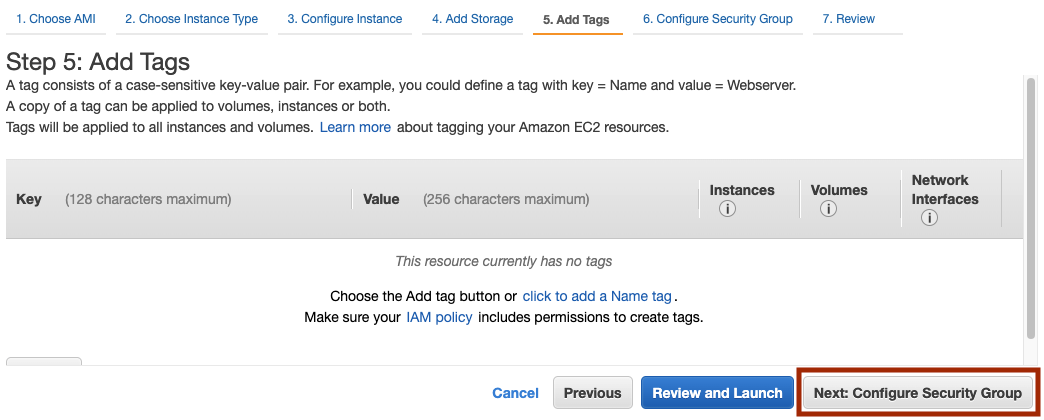 1. Choose AMI 2. Choose Instance Type 3. Configure Instance 4. Add Storage 5. Add Tags 6. Configure Security Group 7. Review
Step 5: Add Tags
A tag consists of a case-sensitive key-value pair. For example, you could define a tag with key = Name and value = Webserver.
A copy of a tag can be applied to volumes, instances or both.
Tags will be applied to all instances and volumes. Learn more about tagging your Amazon EC2 resources.
Key (128 characters maximum) Value (256 characters maximum) Instances Volumes Network Interfaces
This resource currently has no tags
Choose the Add tag button or click to add a Name tag.
Make sure your IAM policy includes permissions to create tags.
Cancel Previous Review and Launch Next: Configure Security Group